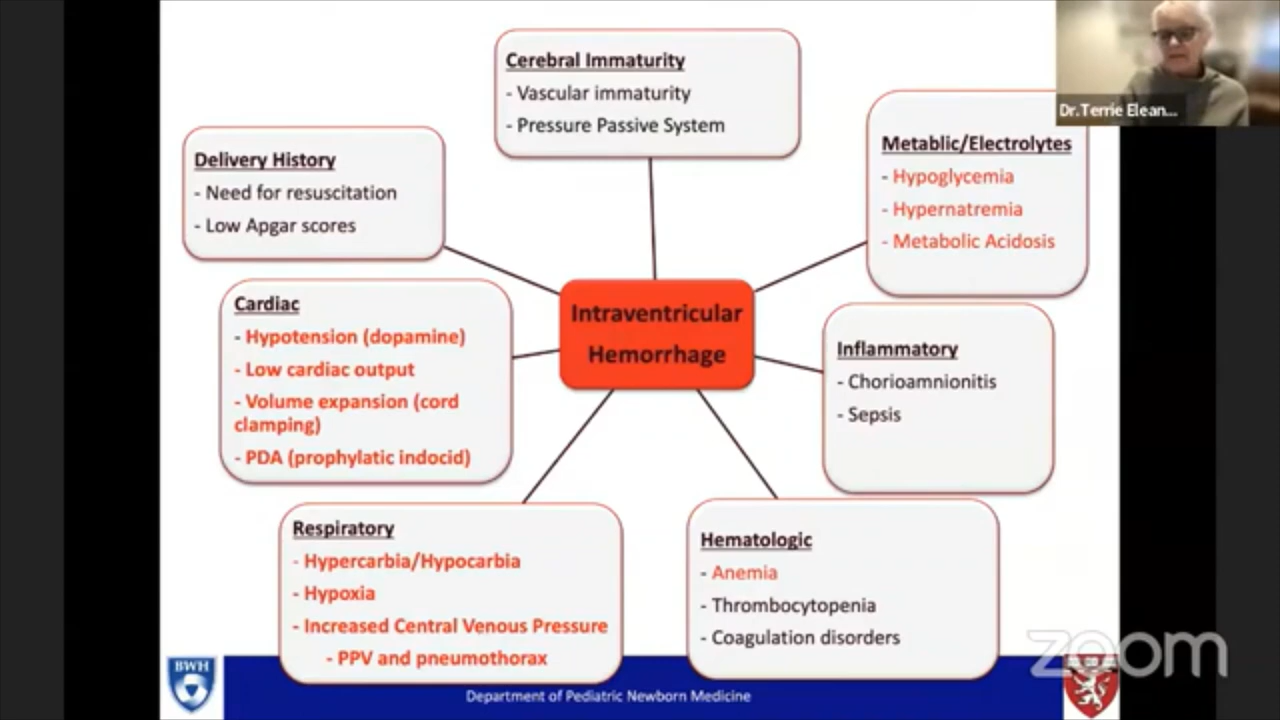 Cerebral Immaturity
- Vascular immaturity
- Pressure Passive System
Dr.Terrie Elean...
Metablic/Electrolytes
- Hypoglycemia
- Hypernatremia
- Metabolic Acidosis
Delivery History
- Need for resuscitation
- Low Apgar scores
Cardiac
- Hypotension (dopamine)
- Low cardiac output
- Volume expansion (cord
clamping)
- PDA (prophylatic indocid)
Intraventricular
Hemorrhage
Inflammatory
- Chorioamnionitis
- Sepsis
Respiratory
- Hypercarbia/Hypocarbia
- Hypoxia
- Increased Central Venous Pressure
- PPV and pneumothorax
Hematologic
- Anemia
- Thrombocytopenia
- Coagulation disorders
zoom
BWH
Department of Pediatric Newborn Medicine